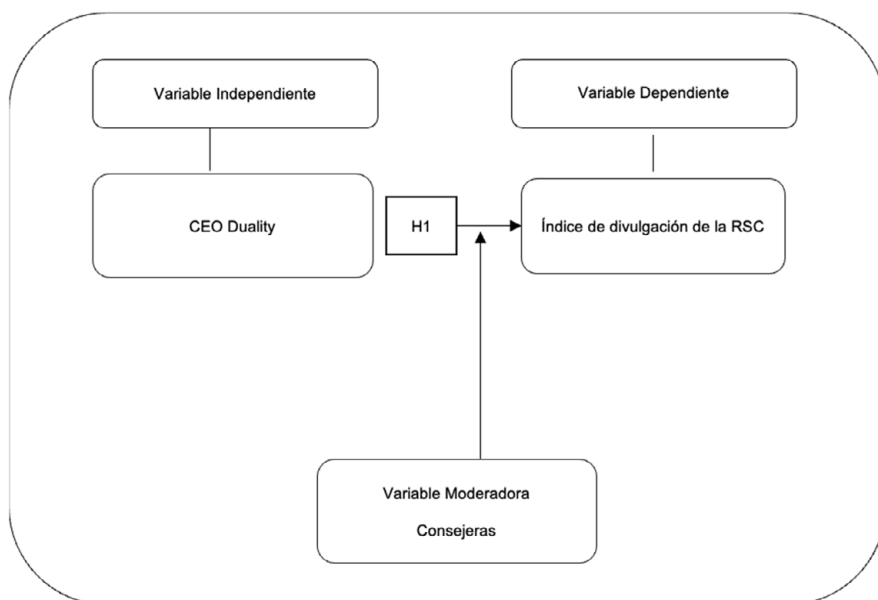 Variable Independiente
Variable Dependiente
CEO Duality
H1
Índice de divulgación de la RSC
Variable Moderadora
Consejeras